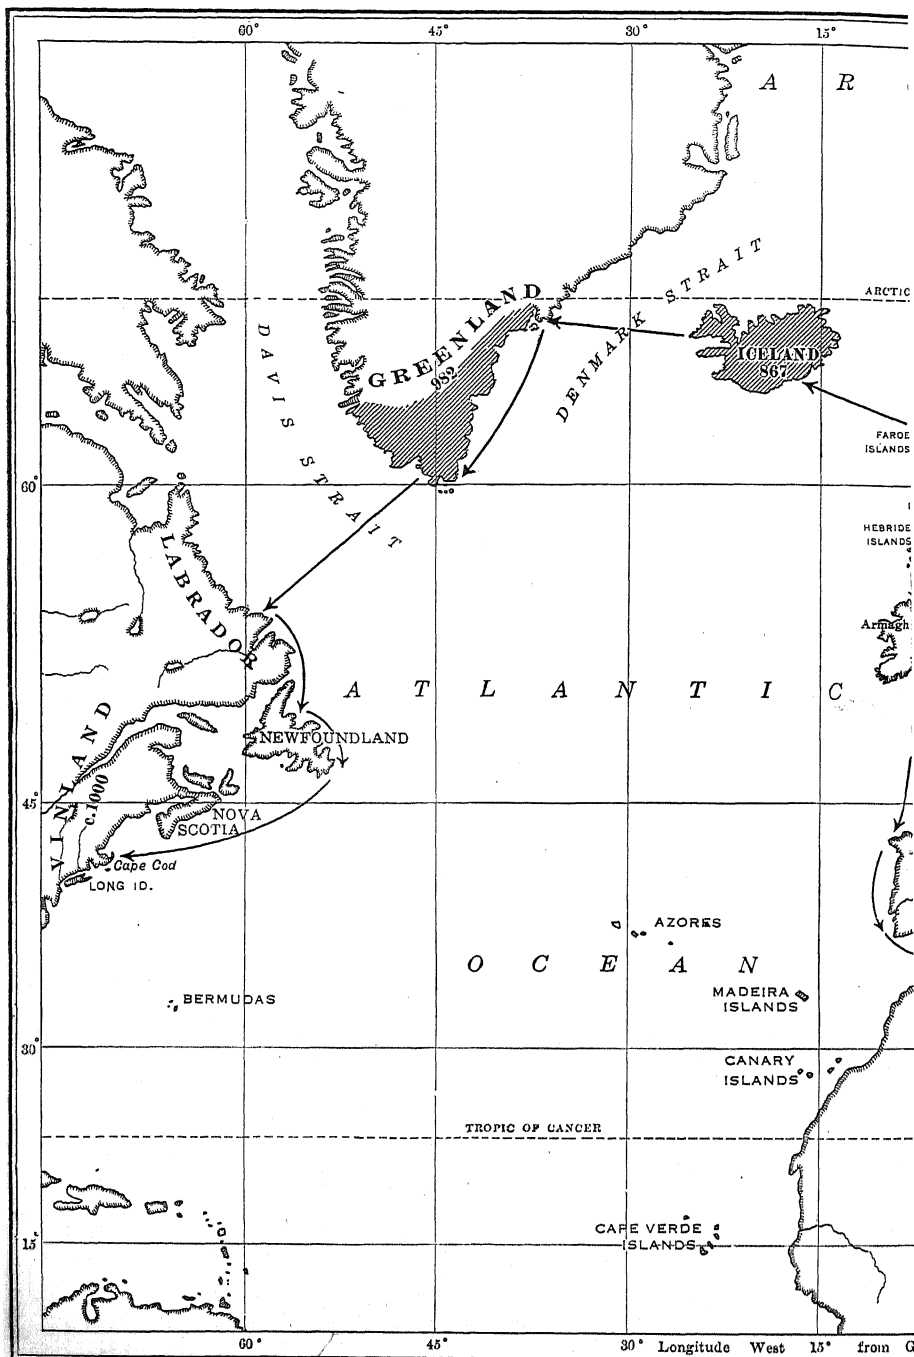 60° 45° 30° 15°
A R
ARCTIC
DAVIS STRAIT
GREENLAND
982
DENMARK STRAIT
ICELAND
867
FAROE
ISLANDS
60°
HEBRIDE
ISLANDS
LABRADOR
Armagh
ATLANTIC
NEWFOUNDLAND
VINLAND
c.1000
45°
NOVA
SCOTIA
Cape Cod
LONG ID.
AZORES
OCEAN
BERMUDAS
MADEIRA
ISLANDS
30°
CANARY
ISLANDS
TROPIC OF CANCER
CAPE VERDE
ISLANDS
15°
60° 45° 30° Longitude West 15° from G